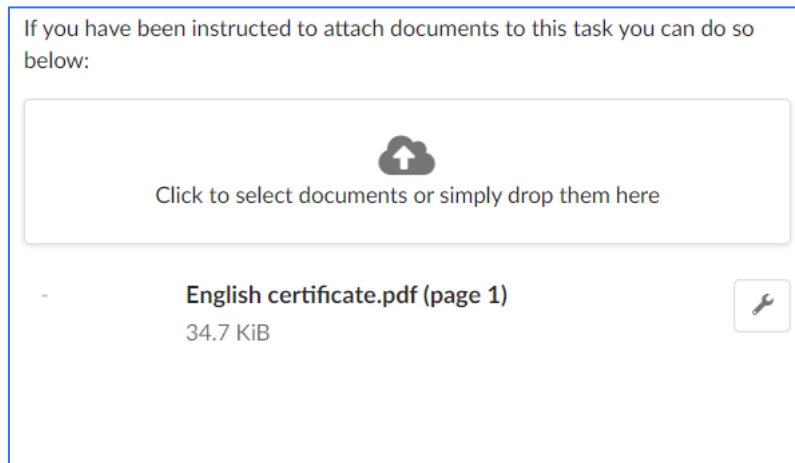 If you have been instructed to attach documents to this task you can do so
below:
Click to select documents or simply drop them here
English certificate.pdf (page 1)
34.7 KiB